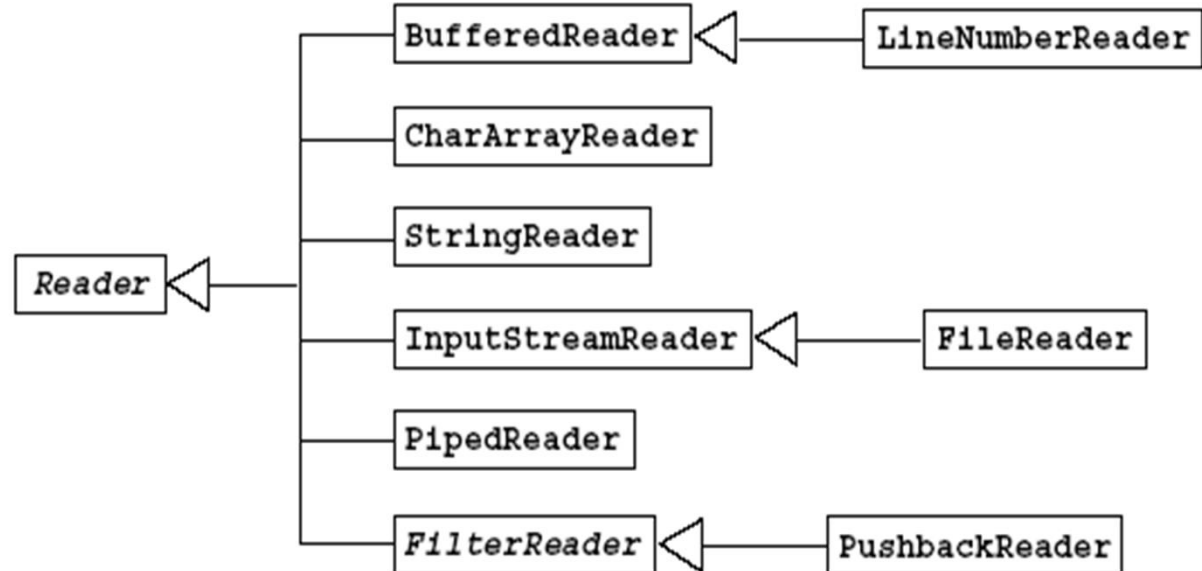 BufferedReader
LineNumberReader
CharArrayReader
StringReader
Reader
InputStreamReader
FileReader
PipedReader
FilterReader
PushbackReader